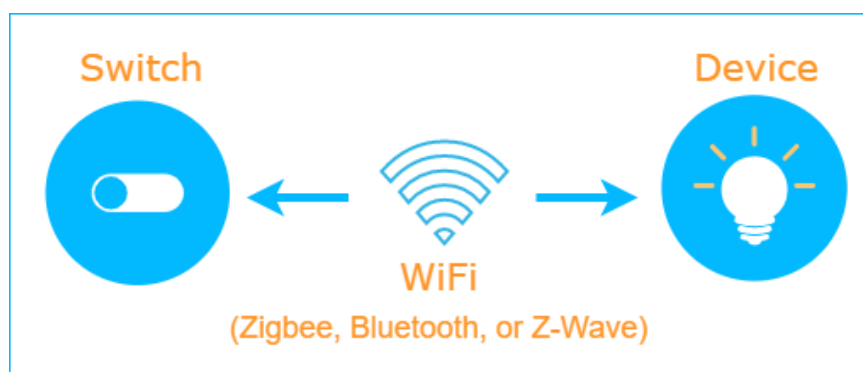 Switch
Device
WiFi
(Zigbee, Bluetooth, or Z-Wave)